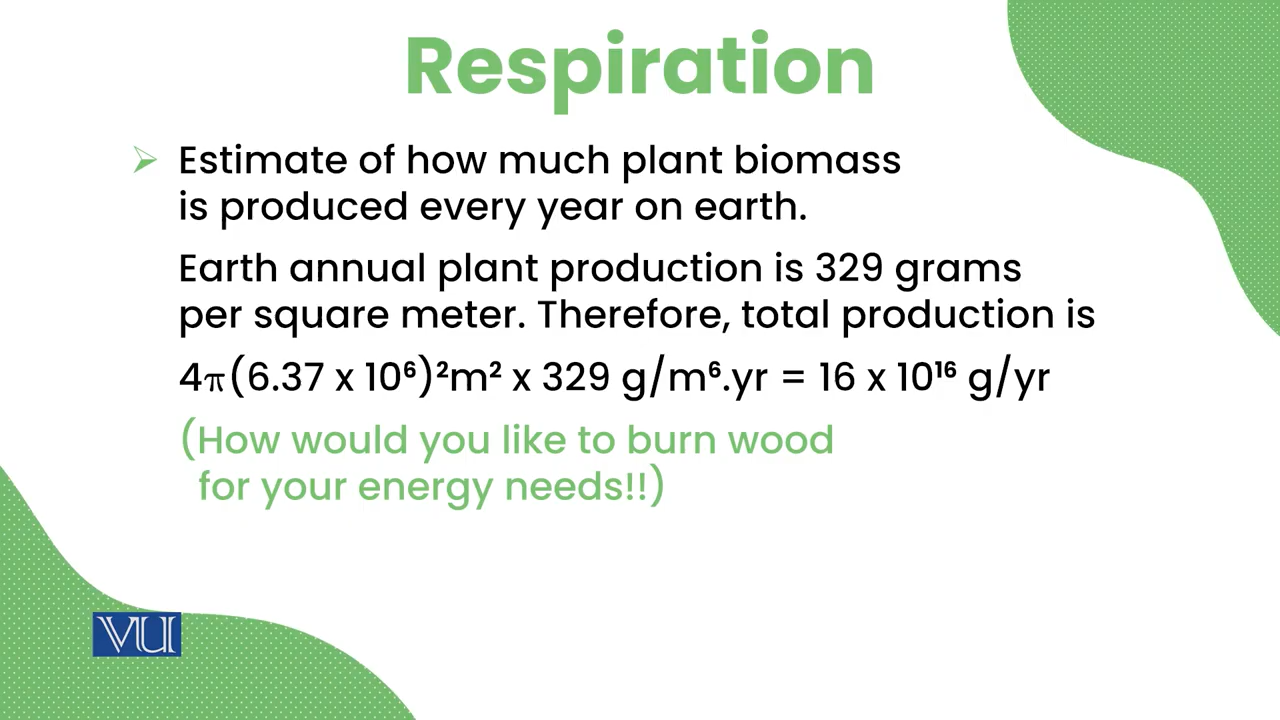 Respiration
➢ Estimate of how much plant biomass
is produced every year on earth.
Earth annual plant production is 329 grams
per square meter. Therefore, total production is
4π(6.37 x 10⁶)²m² x 329 g/m⁶.yr = 16 x 10¹⁶ g/yr
(How would you like to burn wood
for your energy needs!!)
VU